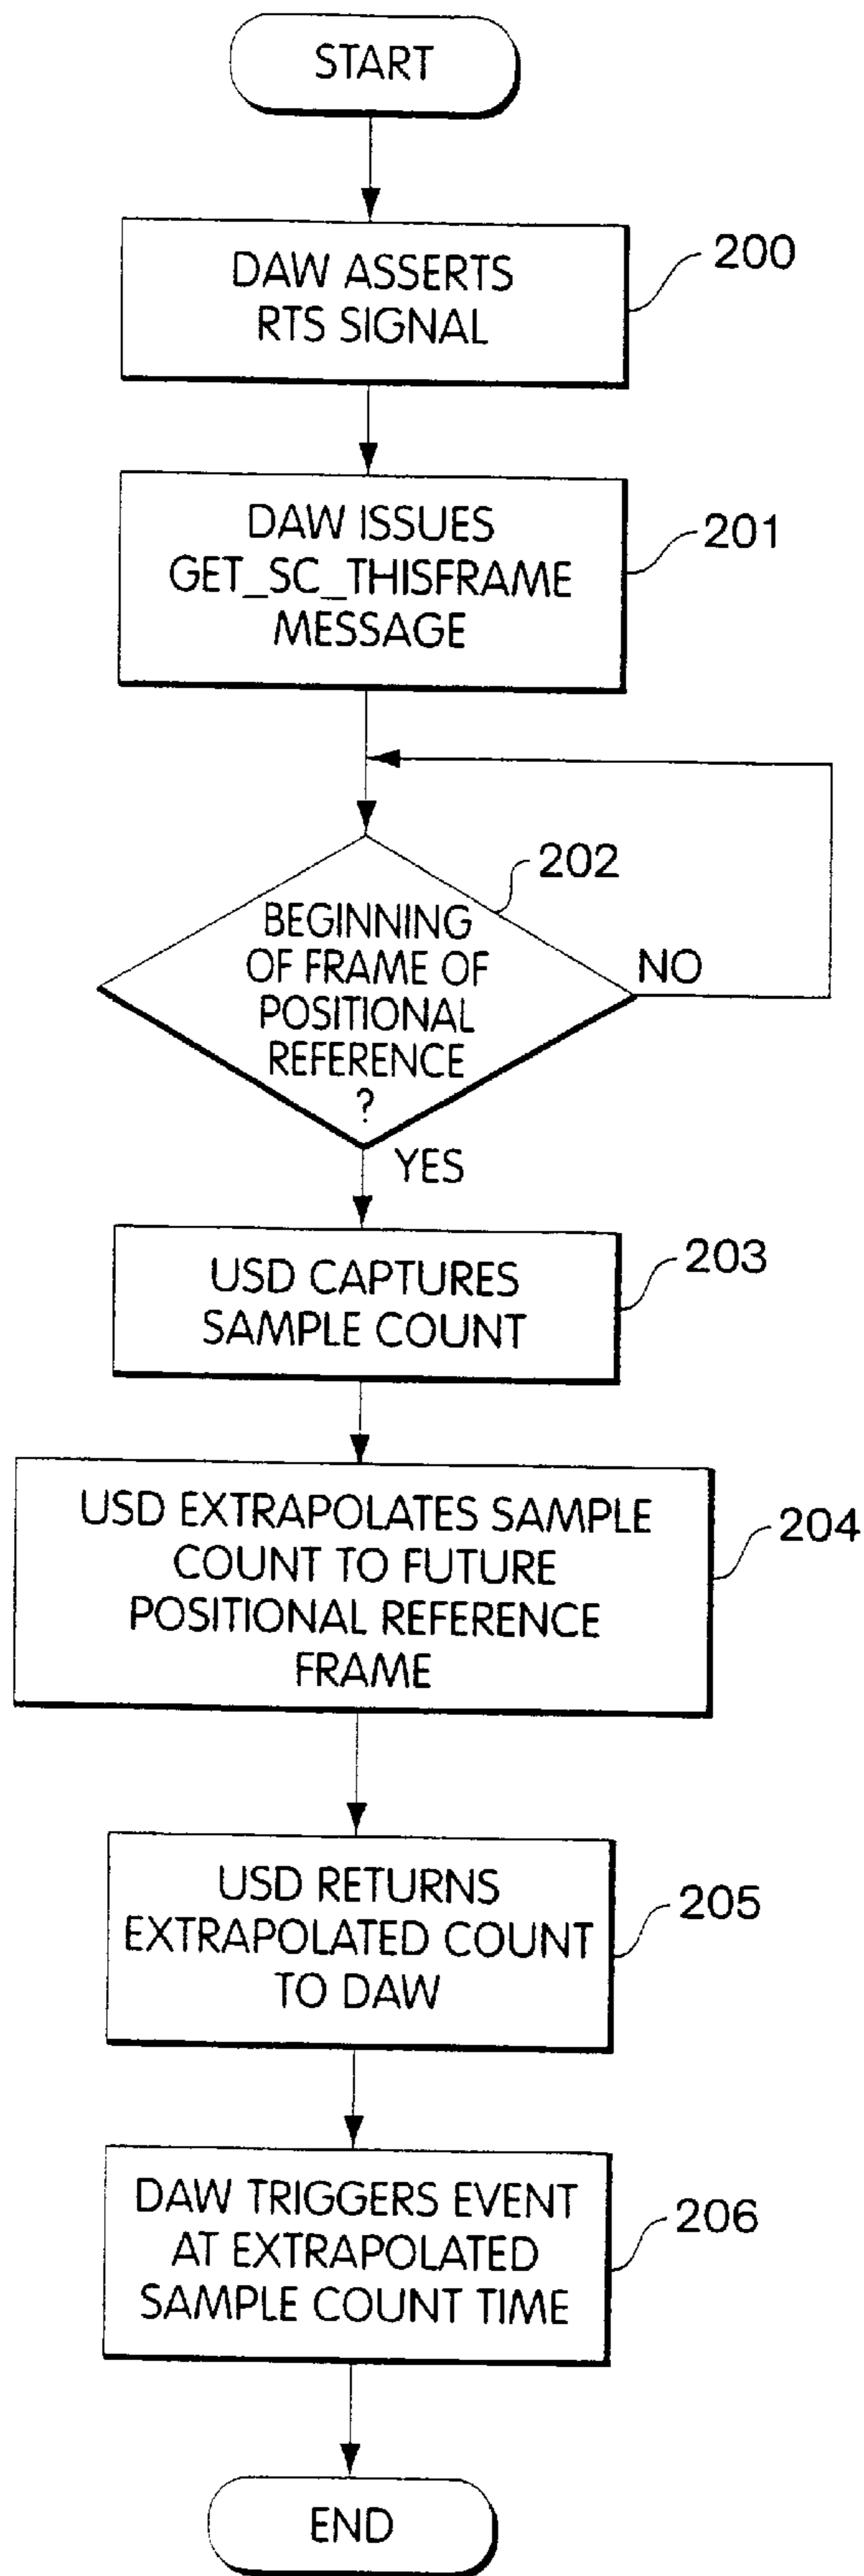 START
DAW ASSERTS
RTS SIGNAL
200
DAW ISSUES
GET_SC_THISFRAME
MESSAGE
201
202
BEGINNING
OF FRAME OF
POSITIONAL
REFERENCE
?
NO
YES
USD CAPTURES
SAMPLE COUNT
203
USD EXTRAPOLATES SAMPLE
COUNT TO FUTURE
POSITIONAL REFERENCE
FRAME
204
USD RETURNS
EXTRAPOLATED COUNT
TO DAW
205
DAW TRIGGERS EVENT
AT EXTRAPOLATED
SAMPLE COUNT TIME
206
END